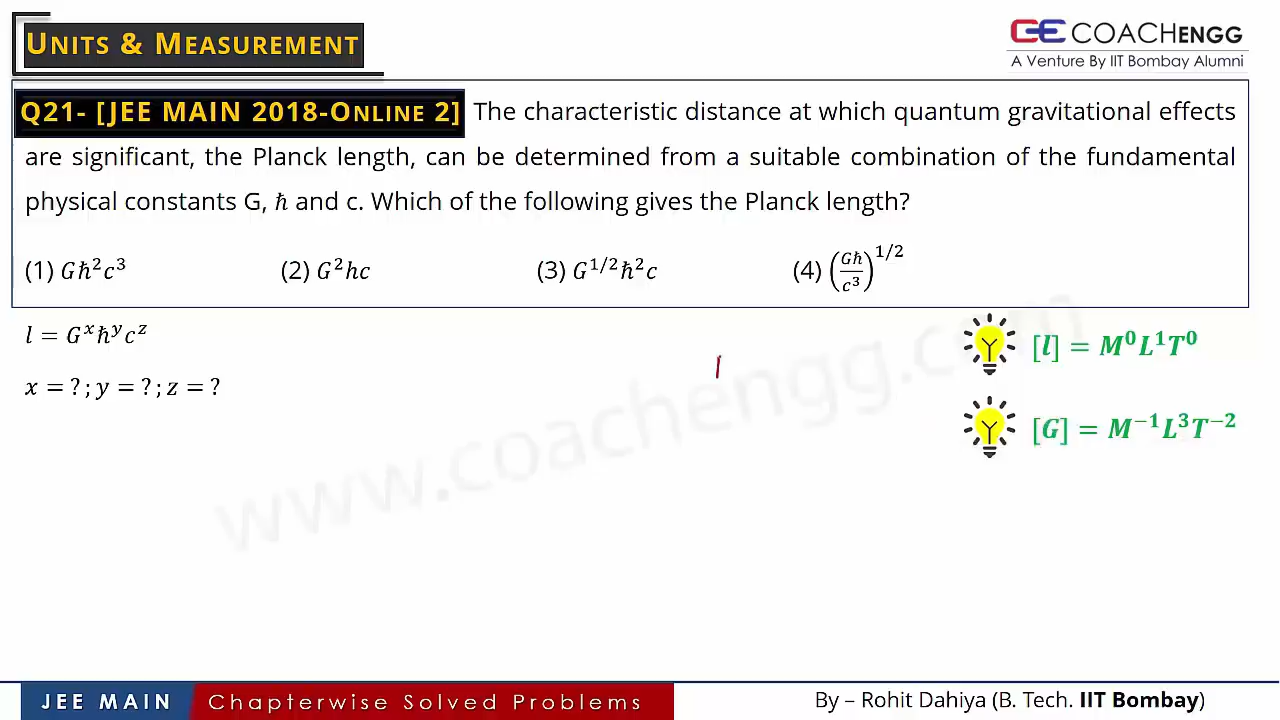 UNITS & MEASUREMENT
CE COACHENGG
A Venture By IIT Bombay Alumni
Q21- [JEE MAIN 2018-ONLINE 2] The characteristic distance at which quantum gravitational effects
are significant, the Planck length, can be determined from a suitable combination of the fundamental
physical constants G, ℏ and c. Which of the following gives the Planck length?
(1) Gℏ²c³ (2) G²hc (3) G^{1/2}ℏ²c (4) (Gℏ/c³)^{1/2}
l = G^xℏ^yc^z
[l] = M⁰L¹T⁰
x = ? ; y = ? ; z = ?
[G] = M⁻¹L³T⁻²
www.coachengg.com
JEE MAIN Chapterwise Solved Problems By – Rohit Dahiya (B. Tech. IIT Bombay)